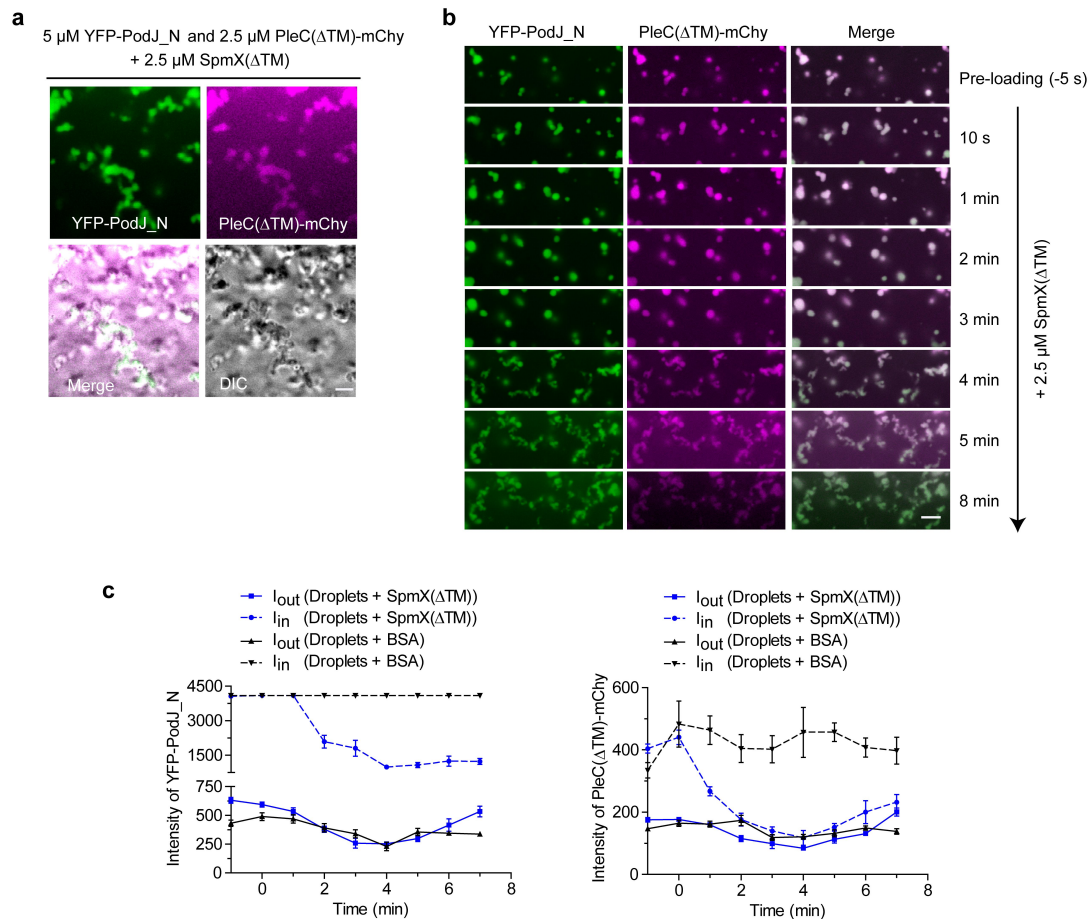 a
5 µM YFP-PodJ_N and 2.5 µM PleC(ΔTM)-mChy
+ 2.5 µM SpmX(ΔTM)
YFP-PodJ_N
PleC(ΔTM)-mChy
Merge
DIC
b
YFP-PodJ_N
PleC(ΔTM)-mChy
Merge
Pre-loading (-5 s)
10 s
1 min
2 min
3 min
4 min
5 min
8 min
+ 2.5 µM SpmX(ΔTM)
c
Iout (Droplets + SpmX(ΔTM))
Iin (Droplets + SpmX(ΔTM))
Iout (Droplets + BSA)
Iin (Droplets + BSA)
Intensity of YFP-PodJ_N
4500
3000
1500
750
500
250
0
0 2 4 6 8
Time (min)
Iout (Droplets + SpmX(ΔTM))
Iin (Droplets + SpmX(ΔTM))
Iout (Droplets + BSA)
Iin (Droplets + BSA)
Intensity of PleC(ΔTM)-mChy
600
400
200
0
0 2 4 6 8
Time (min)